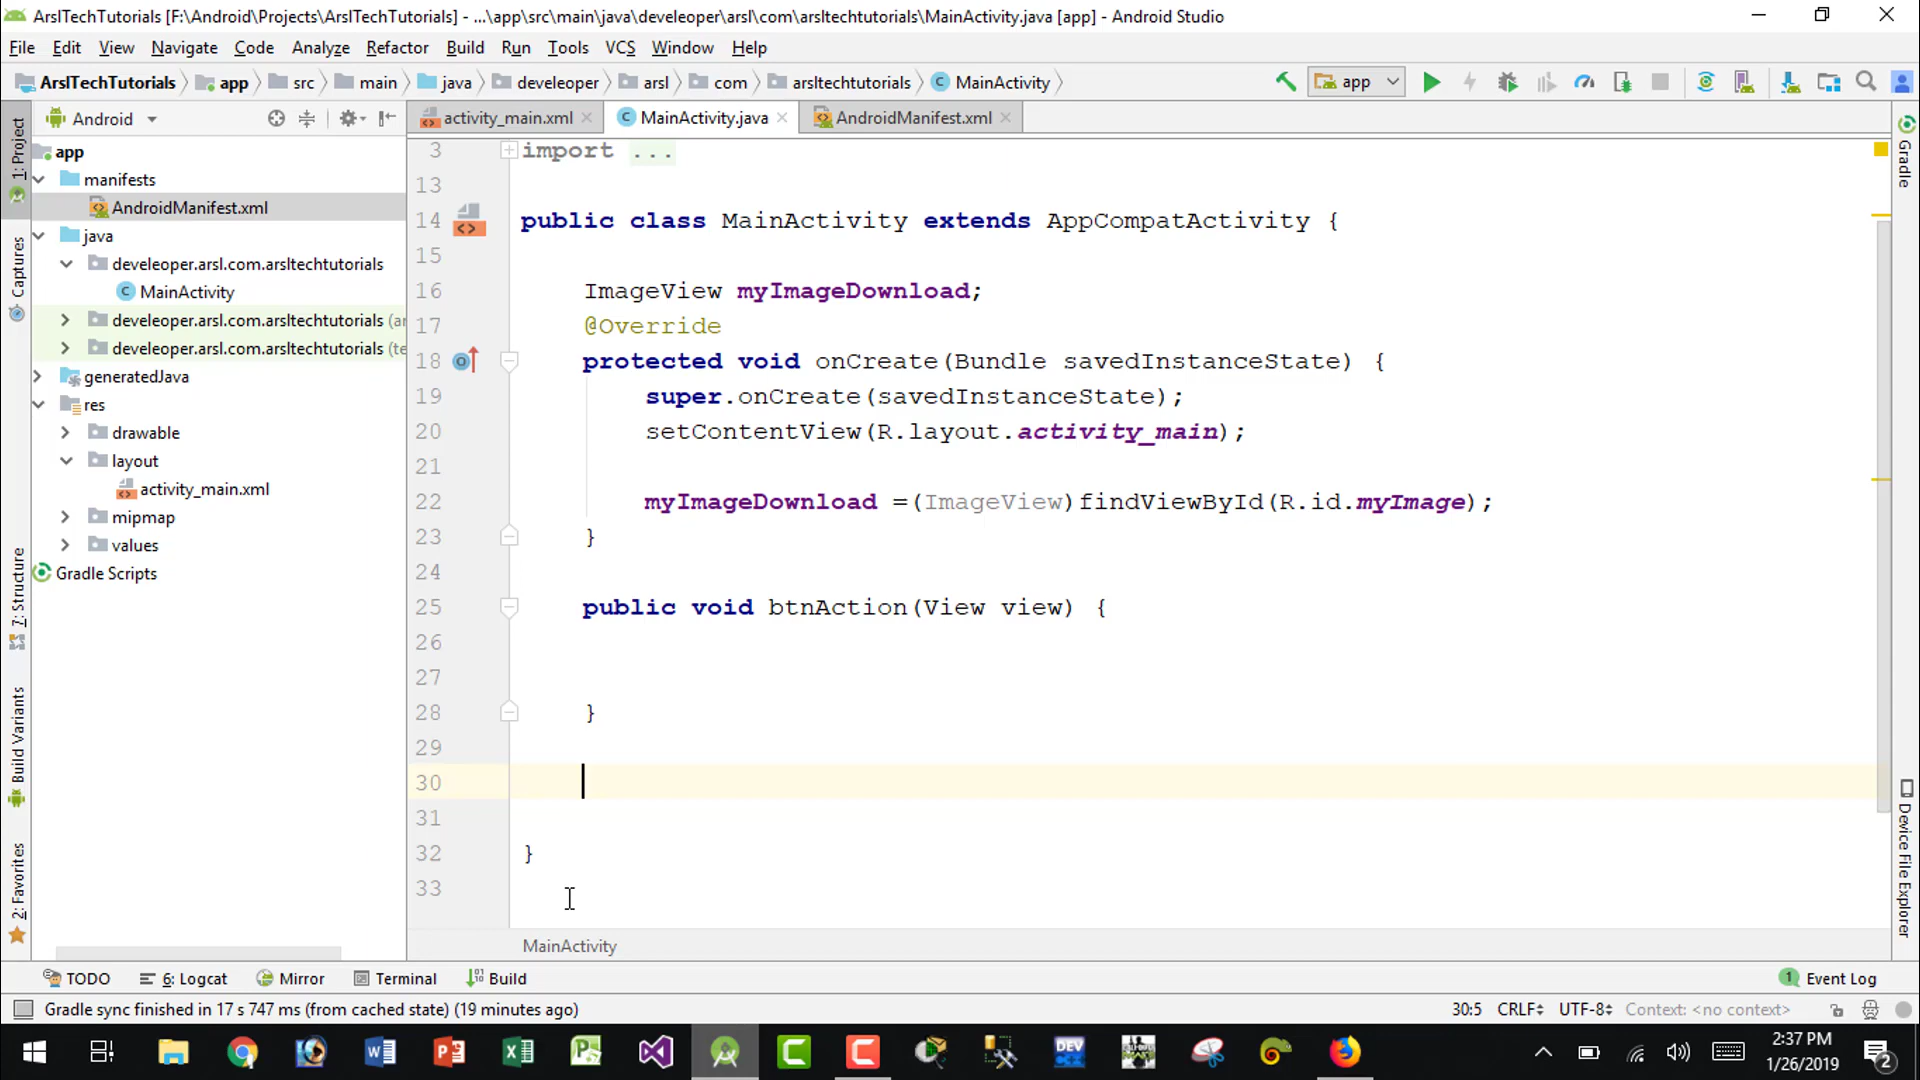 ArslTechTutorials [F:\Android\Projects\ArslTechTutorials] - ...\app\src\main\java\develeoper\arsl\com\arsltechtutorials\MainActivity.java [app] - Android Studio
File Edit View Navigate Code Analyze Refactor Build Run Tools VCS Window Help
ArslTechTutorials app src main java develeoper arsl com arsltechtutorials MainActivity app
Android
activity_main.xml MainActivity.java AndroidManifest.xml
1: Project
Captures
7: Structure
Build Variants
2: Favorites
app
manifests
AndroidManifest.xml
java
develeoper.arsl.com.arsltechtutorials
MainActivity
develeoper.arsl.com.arsltechtutorials (ar
develeoper.arsl.com.arsltechtutorials (te
generatedJava
res
drawable
layout
activity_main.xml
mipmap
values
Gradle Scripts
3 import ...
13
14 public class MainActivity extends AppCompatActivity {
15
16 ImageView myImageDownload;
17 @Override
18 protected void onCreate(Bundle savedInstanceState) {
19 super.onCreate(savedInstanceState);
20 setContentView(R.layout.activity_main);
21
22 myImageDownload =(ImageView)findViewById(R.id.myImage);
23 }
24
25 public void btnAction(View view) {
26
27
28 }
29
30
31
32 }
33
MainActivity
Gradle
Device File Explorer
TODO 6: Logcat Mirror Terminal Build 1 Event Log
Gradle sync finished in 17 s 747 ms (from cached state) (19 minutes ago) 30:5 CRLF UTF-8 Context: <no context>
2:37 PM
1/26/2019
2